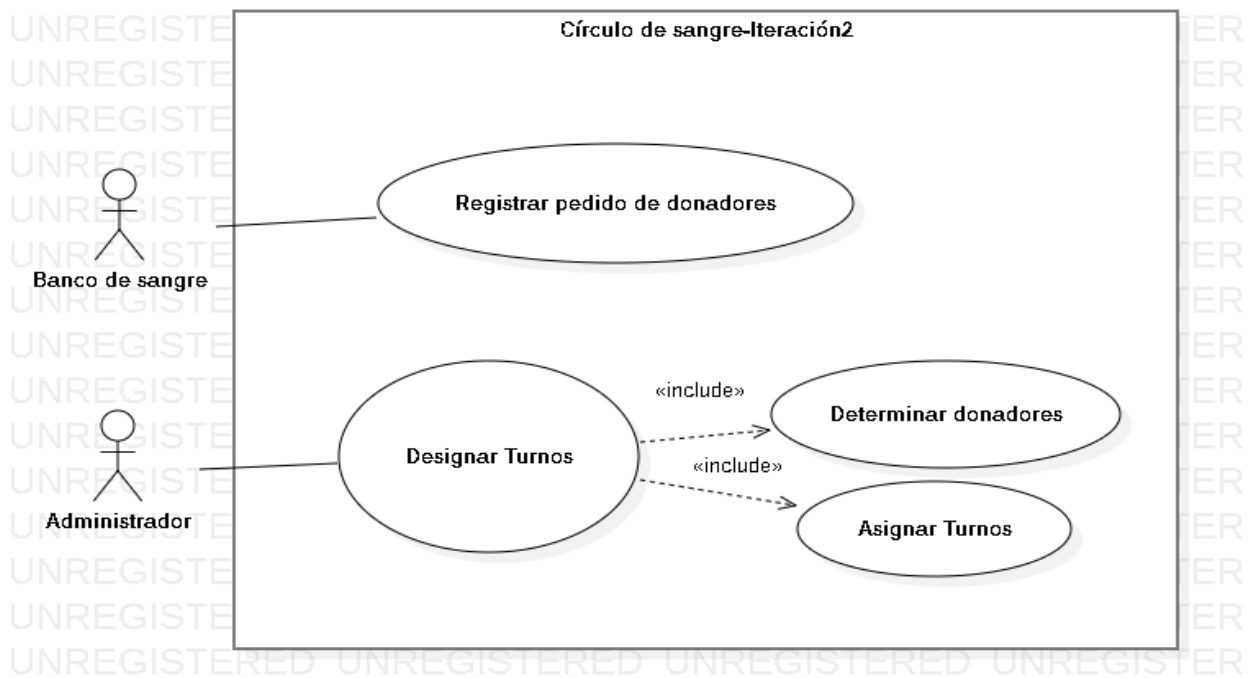 Círculo de sangre-Iteración2
Registrar pedido de donadores
Banco de sangre
«include»
Determinar donadores
Designar Turnos
«include»
Administrador
Asignar Turnos
UNREGISTERED UNREGISTERED UNREGISTERED UNREGISTER